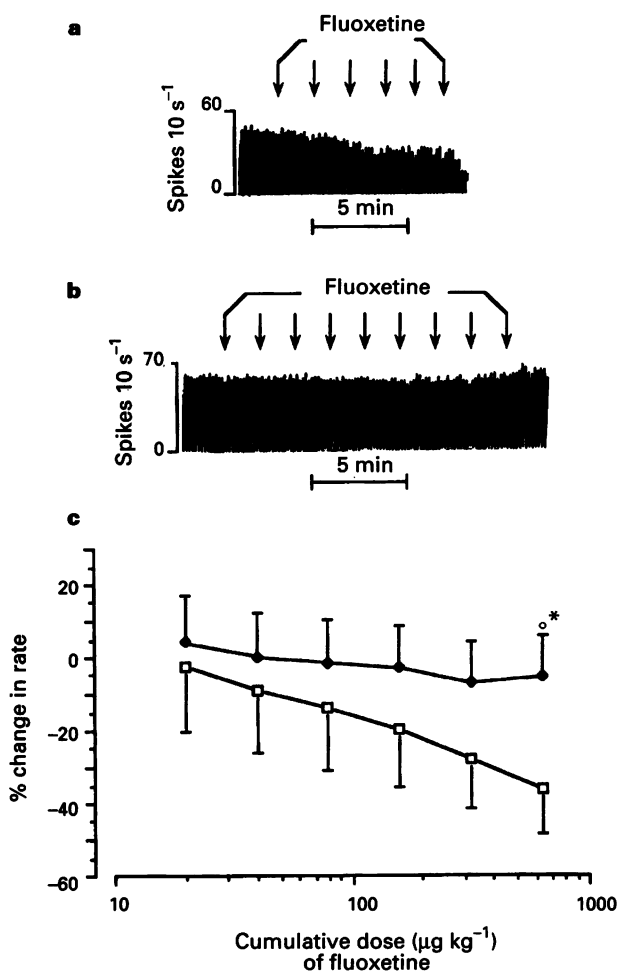 a
Fluoxetine
Spikes 10 s⁻¹
60
0
5 min
b
Fluoxetine
Spikes 10 s⁻¹
70
0
5 min
c
% change in rate
20
0
−20
−40
−60
°*
10
100
1000
Cumulative dose (μg kg⁻¹)
of fluoxetine